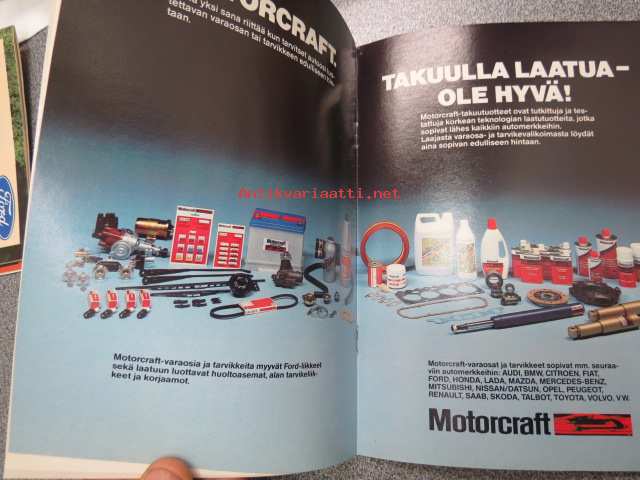 ORCRAFT.
yksi sana riittää kun tarvitset
tettavan varaosan tai tarvikkeen edulliseen hin-
taan.
TAKUULLA LAATUA–
OLE HYVÄ!
Motorcraft-takuutuotteet ovat tutkittuja ja tes-
tattuja korkean teknologian laatutuotteita, jotka
sopivat lähes kaikkiin automerkkeihin.
Laajasta varaosa- ja tarvikevalikoimasta löydät
aina sopivan edulliseen hintaan.
Antikvariaatti.net
Ford
Motorcraft
Motorcraft-varaosia ja tarvikkeita myyvät Ford-liikkeet
sekä laatuun luottavat huoltoasemat, alan tarvikeliik-
keet ja korjaamot.
Motorcraft-varaosat ja tarvikkeet sopivat mm. seuraa-
viin automerkkeihin: AUDI, BMW, CITROEN, FIAT,
FORD, HONDA, LADA, MAZDA, MERCEDES-BENZ,
MITSUBISHI, NISSAN/DATSUN, OPEL, PEUGEOT,
RENAULT, SAAB, SKODA, TALBOT, TOYOTA, VOLVO, V.W.
Motorcraft